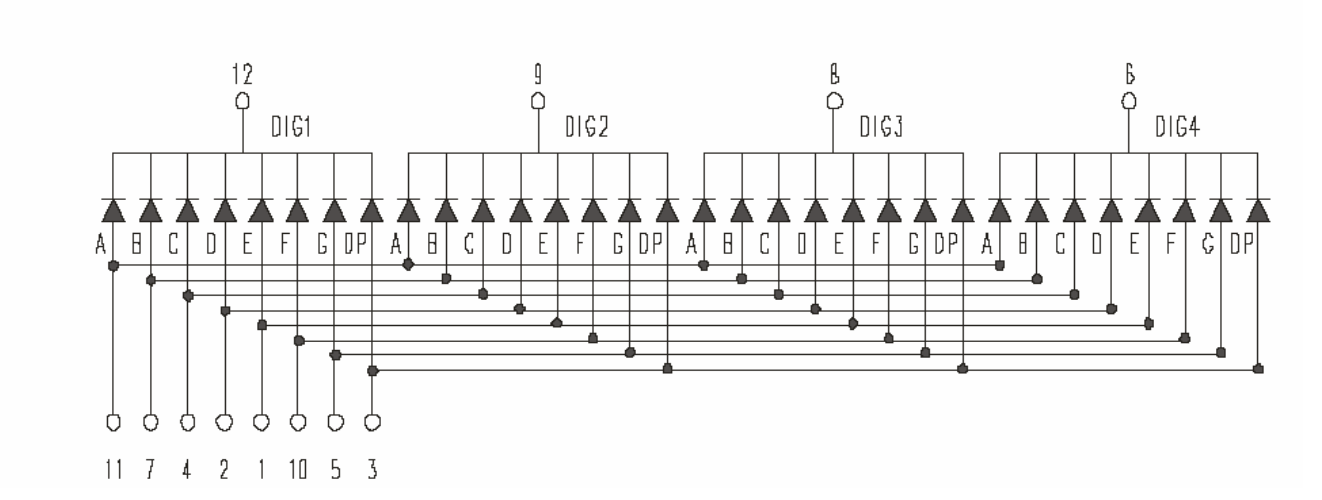 12 9 8 6
DIG1 DIG2 DIG3 DIG4
A B C D E F G DP A B C D E F G DP A B C D E F G DP A B C D E F G DP
11 7 4 2 1 10 5 3